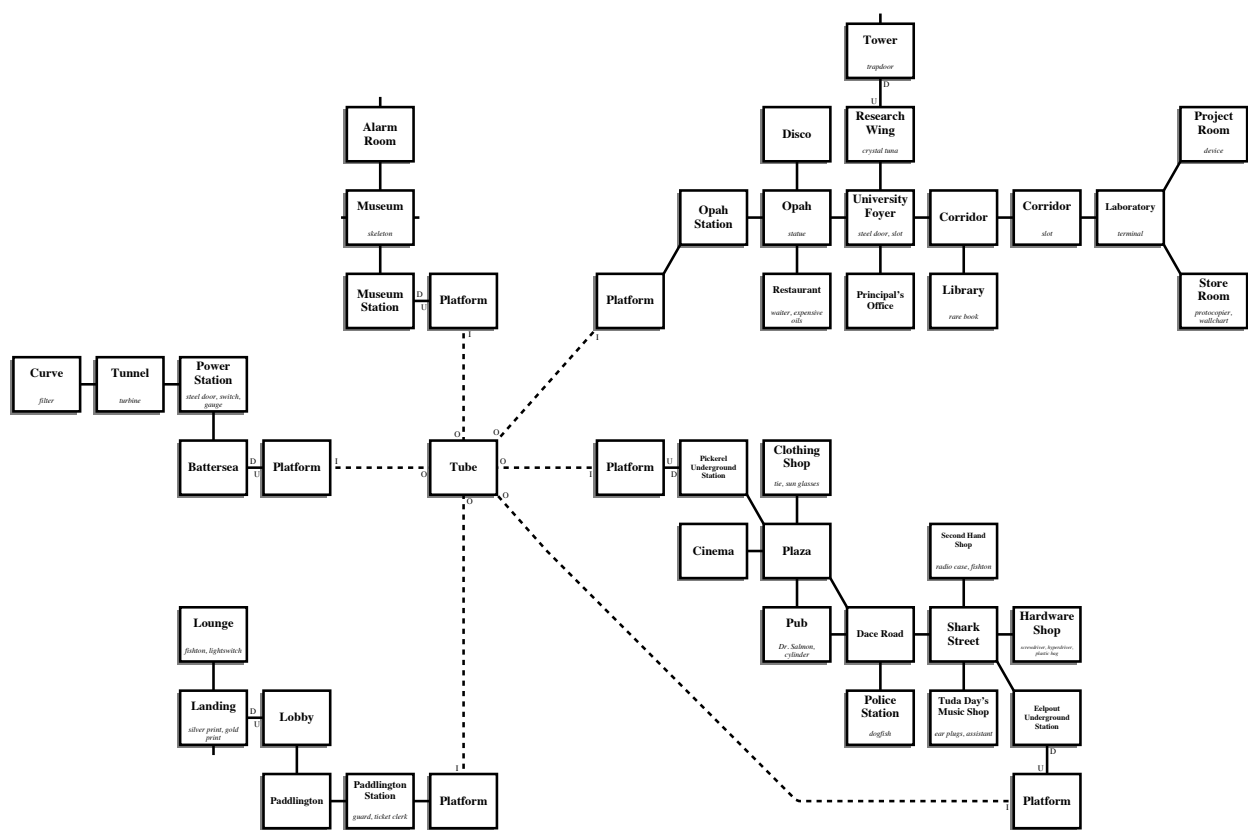 Tower
trapdoor
D
U
Alarm
Room
Disco
Research
Wing
crystal tuna
Project
Room
device
Museum
skeleton
Opah
Station
Opah
statue
University
Foyer
steel door, slot
Corridor
Corridor
slot
Laboratory
terminal
Museum
Station
D
U
Platform
I
Platform
I
Restaurant
waiter, expensive
oils
Principal's
Office
Library
rare book
Store
Room
protocopier,
wallchart
Curve
filter
Tunnel
turbine
Power
Station
steel door, switch,
gauge
Battersea
D
U
Platform
I
O
O
O
Tube
O
O
O
I
Platform
U
D
Pickerel
Underground
Station
Clothing
Shop
tie, sun glasses
Cinema
Plaza
Second Hand
Shop
radio case, fishton
Lounge
fishton, lightswitch
Pub
Dr. Salmon,
cylinder
Dace Road
Shark
Street
Hardware
Shop
screwdriver, hyperdriver,
plastic bag
Landing
silver print, gold
print
D
U
Lobby
Police
Station
dogfish
Tuda Day's
Music Shop
ear plugs, assistant
Eelpout
Underground
Station
D
U
Paddlington
Paddlington
Station
guard, ticket clerk
I
Platform
I
Platform